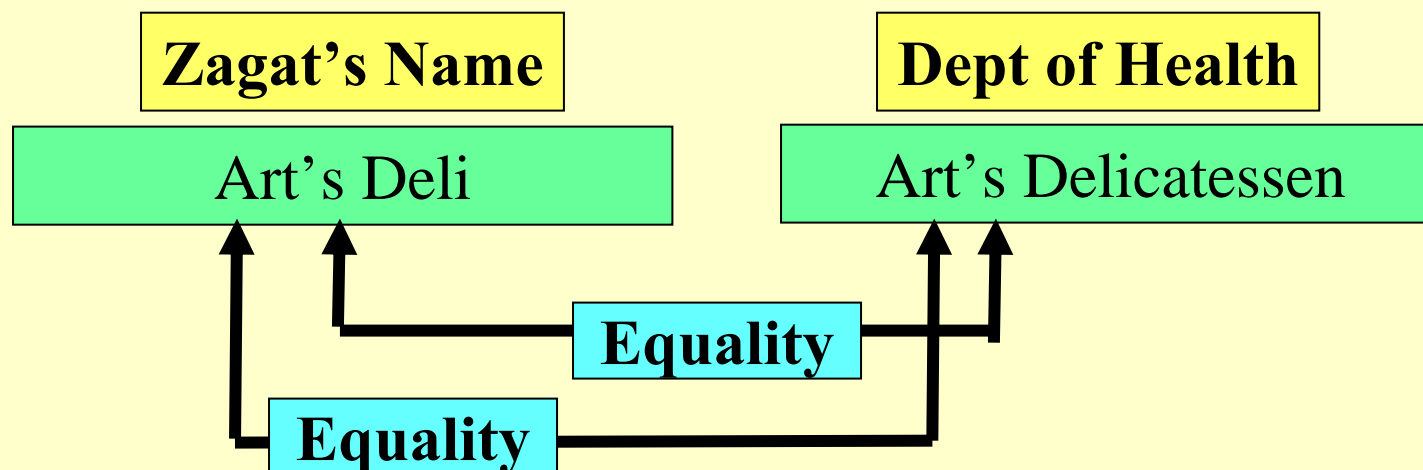 Zagat’s Name
Dept of Health
Art’s Deli
Art’s Delicatessen
Equality
Equality